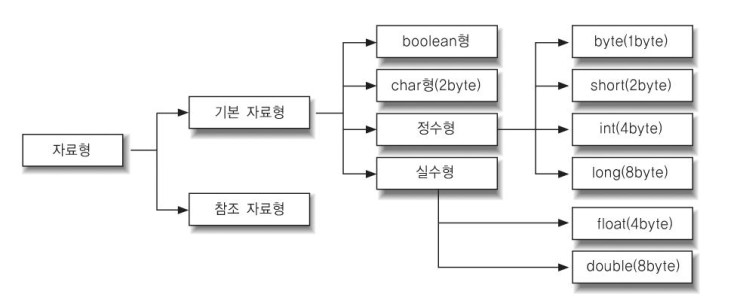 자료형
기본 자료형
참조 자료형
boolean형
char형(2byte)
정수형
실수형
byte(1byte)
short(2byte)
int(4byte)
long(8byte)
float(4byte)
double(8byte)